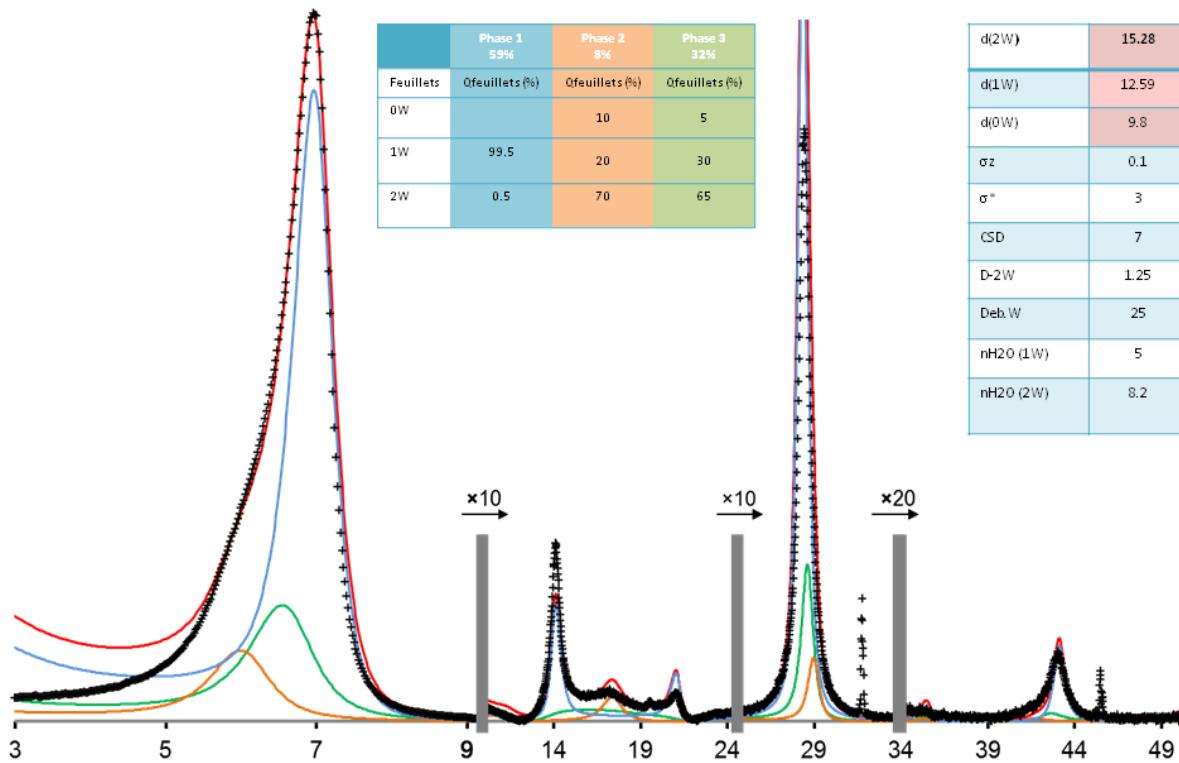 Phase 1 Phase 2 Phase 3
59% 8% 32%
Feuillets Qfeuillets (%) Qfeuillets (%) Qfeuillets (%)
0W 10 5
1W 99.5 20 30
2W 0.5 70 65
d(2W) 15.28
d(1W) 12.59
d(0W) 9.8
σz 0.1
σ* 3
CSD 7
D-2W 1.25
Deb. W 25
nH2O (1W) 5
nH2O (2W) 8.2
×10 ×10 ×20
3 5 7 9 14 19 24 29 34 39 44 49